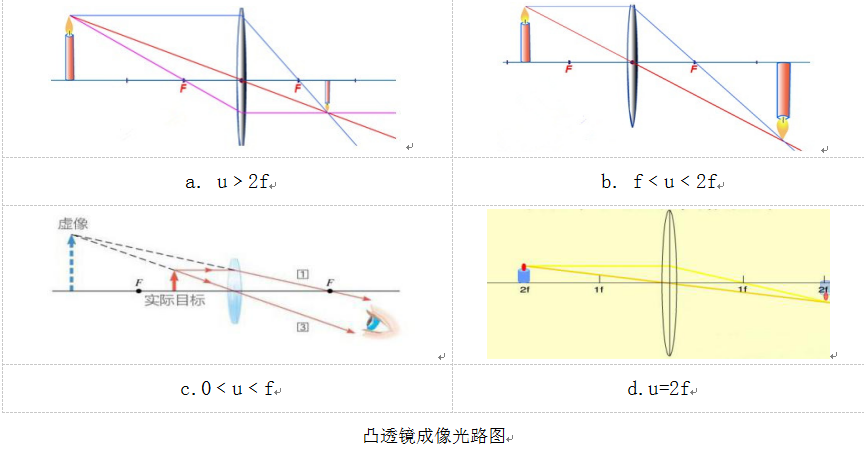 F
F
a. u＞2f
F
F
b. f＜u＜2f
虚像
F
实际目标
1
F
3
c.0＜u＜f
2f
1f
1f
2f
d.u=2f
凸透镜成像光路图